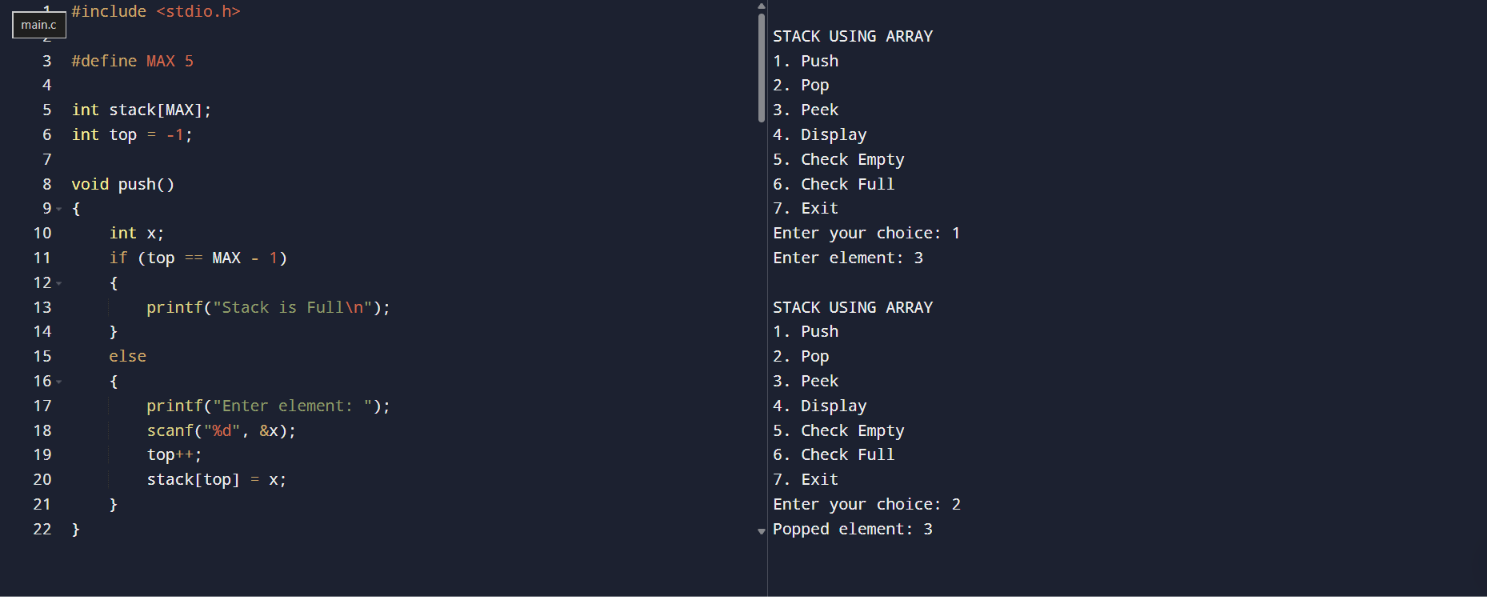 main.c
1 #include <stdio.h>
2
3 #define MAX 5
4
5 int stack[MAX];
6 int top = -1;
7
8 void push()
9 {
10 int x;
11 if (top == MAX - 1)
12 {
13 printf("Stack is Full\n");
14 }
15 else
16 {
17 printf("Enter element: ");
18 scanf("%d", &x);
19 top++;
20 stack[top] = x;
21 }
22 }
STACK USING ARRAY
1. Push
2. Pop
3. Peek
4. Display
5. Check Empty
6. Check Full
7. Exit
Enter your choice: 1
Enter element: 3
STACK USING ARRAY
1. Push
2. Pop
3. Peek
4. Display
5. Check Empty
6. Check Full
7. Exit
Enter your choice: 2
Popped element: 3